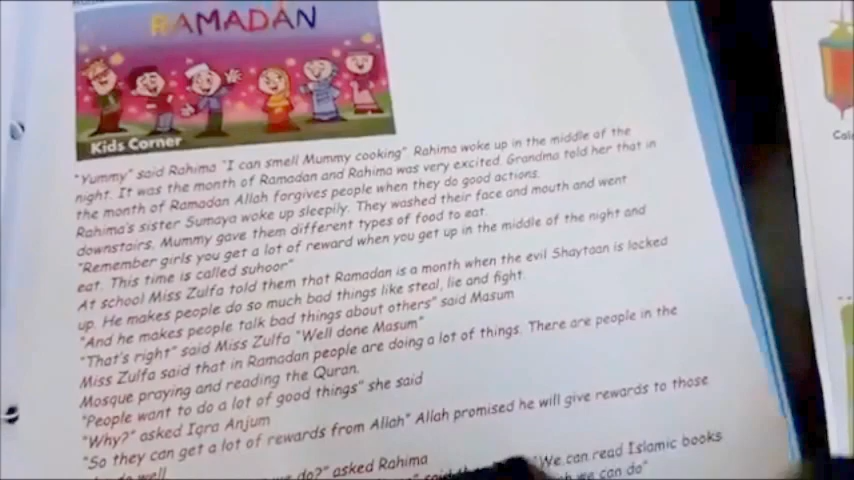 RAMADAN
Kids Corner
"Yummy" said Rahima "I can smell Mummy cooking" Rahima woke up in the middle of the
night. It was the month of Ramadan and Rahima was very excited. Grandma told her that in
the month of Ramadan Allah forgives people when they do good actions.
Rahima's sister Sumaya woke up sleepily. They washed their face and mouth and went
downstairs. Mummy gave them different types of food to eat.
"Remember girls you get a lot of reward when you get up in the middle of the night and
eat. This time is called suhoor"
At school Miss Zulfa told them that Ramadan is a month when the evil Shaytaan is locked
up. He makes people do so much bad things like steal, lie and fight.
"And he makes people talk bad things about others" said Masum
"That's right" said Miss Zulfa "Well done Masum"
Miss Zulfa said that in Ramadan people are doing a lot of things. There are people in the
Mosque praying and reading the Quran.
"People want to do a lot of good things" she said
"Why?" asked Iqra Anjum
"So they can get a lot of rewards from Allah" Allah promised he will give rewards to those
well
do?" asked Rahima
"We can read Islamic books
we can do"